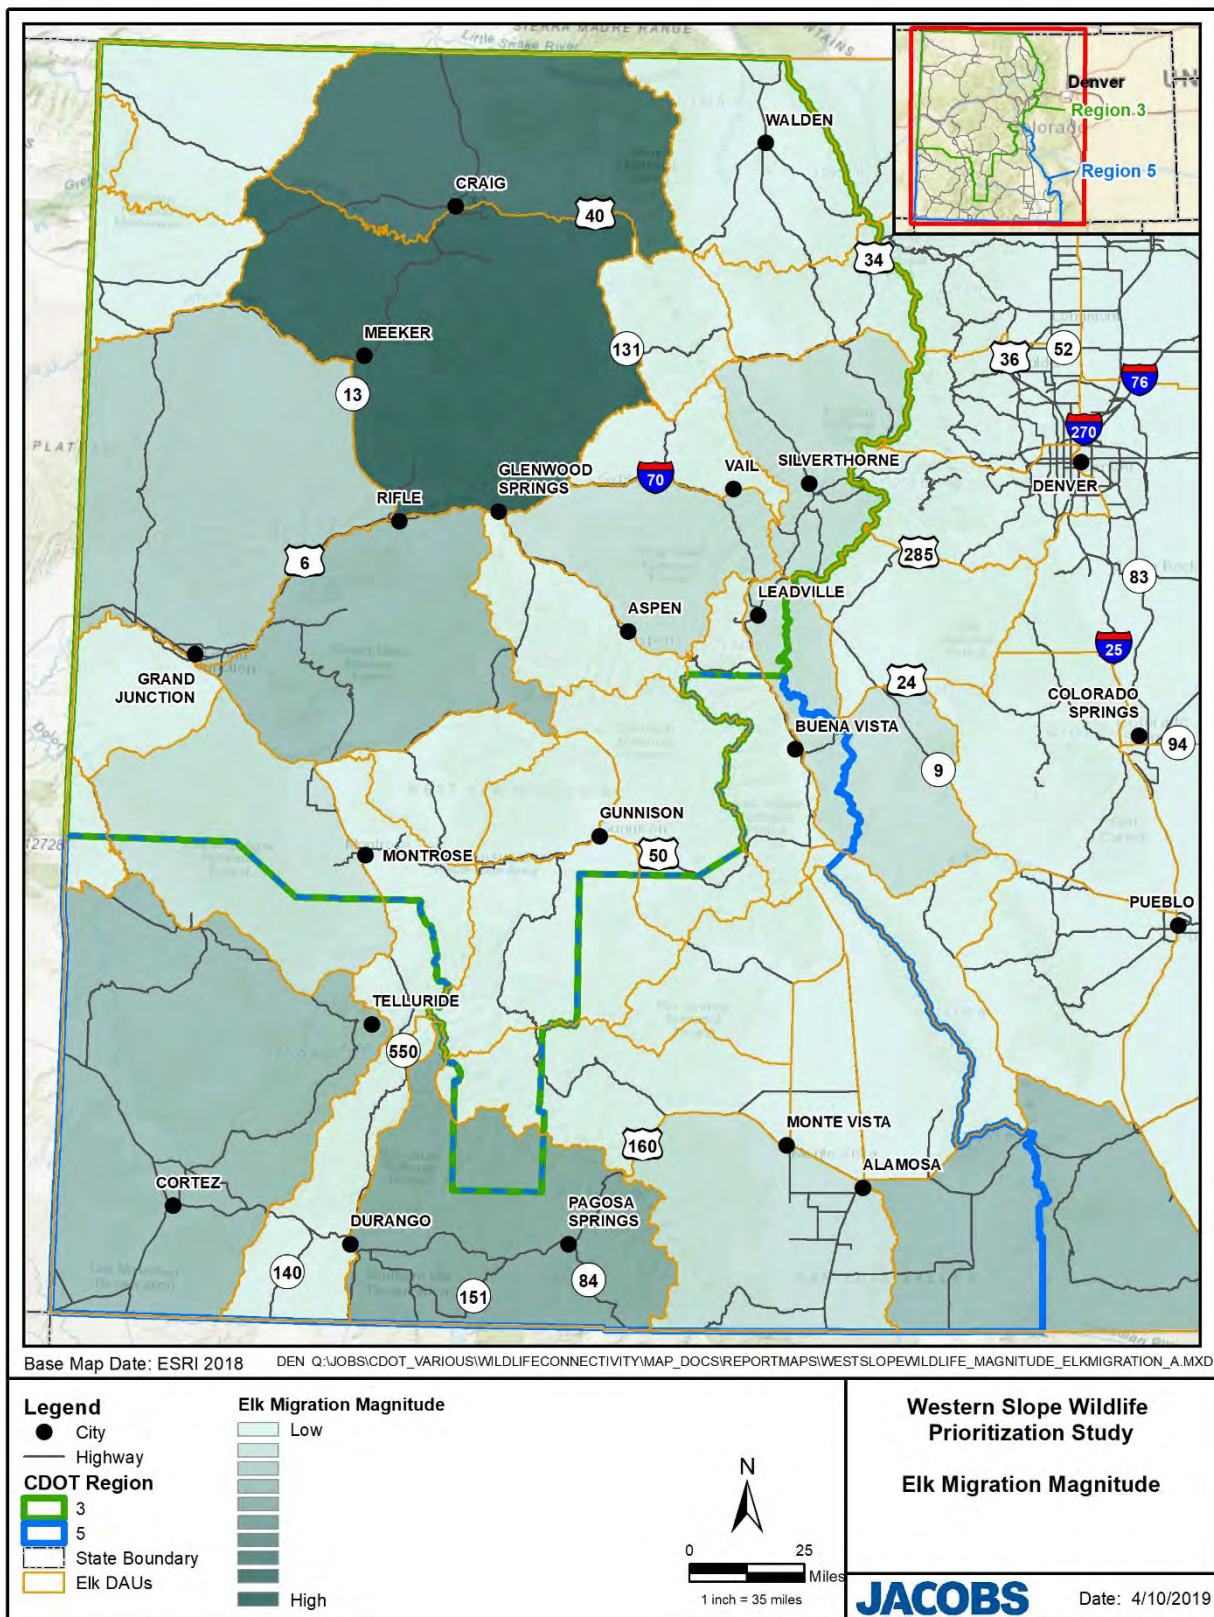 SIERRA MADRE RANGE
Little Snake River
Denver
Region 3
Region 5
WALDEN
CRAIG
40
34
MEEKER
131
36
52
13
76
270
GLENWOOD
SPRINGS
70
VAIL
SILVERTHORNE
DENVER
RIFLE
6
285
83
LEADVILLE
ASPEN
25
GRAND
JUNCTION
24
COLORADO
SPRINGS
BUENA VISTA
94
9
GUNNISON
50
MONTROSE
PUEBLO
TELLURIDE
550
MONTE VISTA
160
ALAMOSA
CORTEZ
PAGOSA
SPRINGS
DURANGO
140
84
151
Base Map Date: ESRI 2018
DEN Q:\JOBS\CDOT_VARIOUS\WILDLIFECONNECTIVITY\MAP_DOCS\REPORTMAPS\WESTSLOPEWILDLIFE_MAGNITUDE_ELKMIGRATION_A.MXD
Legend
City
Highway
CDOT Region
3
5
State Boundary
Elk DAUs
Elk Migration Magnitude
Low
High
N
0 25
Miles
1 inch = 35 miles
Western Slope Wildlife
Prioritization Study
Elk Migration Magnitude
JACOBS
Date: 4/10/2019